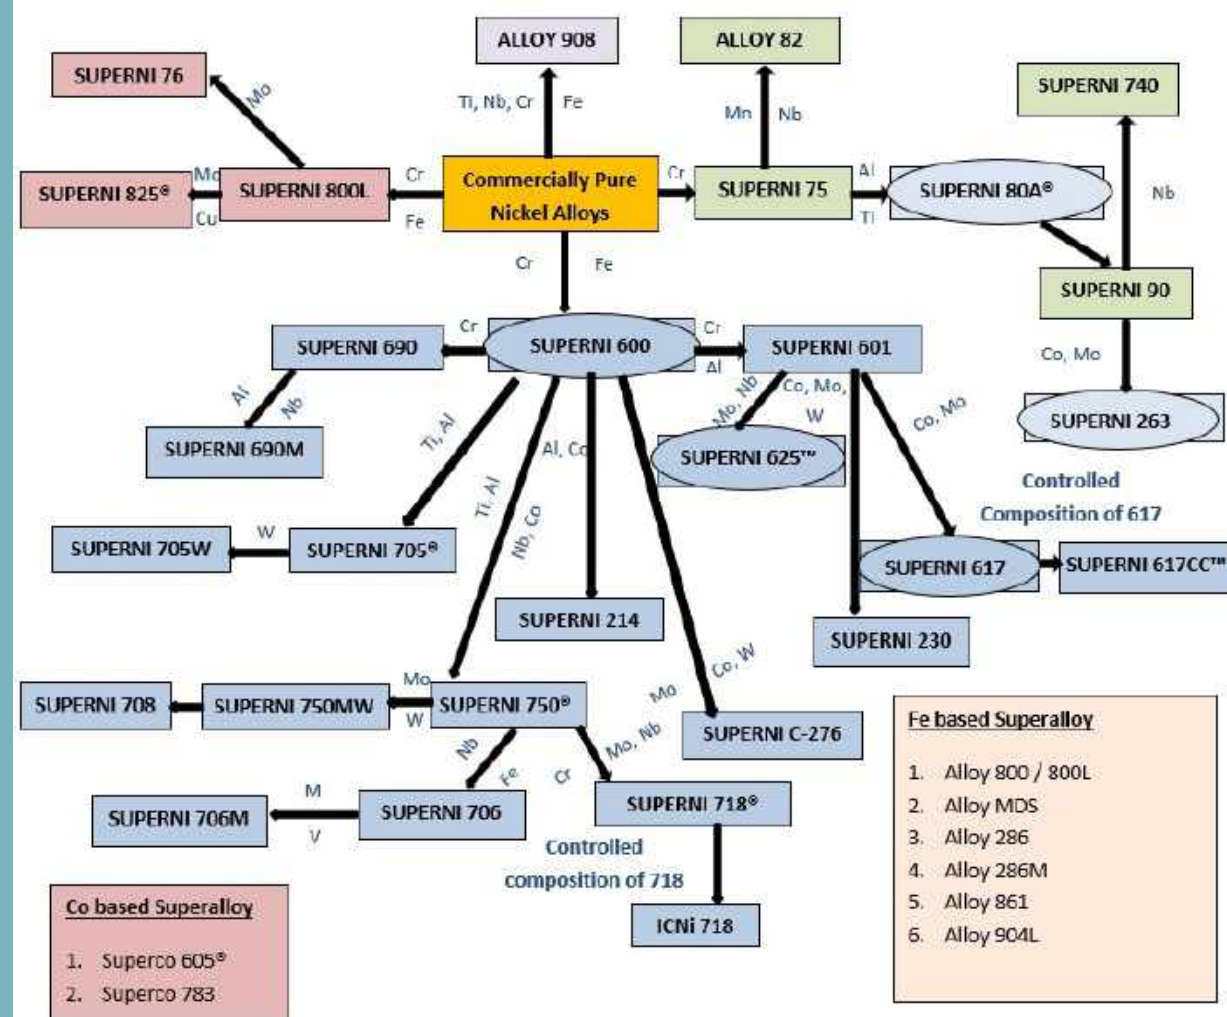 ALLOY 908
ALLOY 82
SUPERNI 76
SUPERNI 740
Mo
Ti, Nb, Cr
Fe
Mn
Nb
SUPERNI 825®
Mo
Cu
SUPERNI 800L
Cr
Fe
Commercially Pure
Nickel Alloys
Cr
SUPERNI 75
Al
TI
SUPERNI 80A®
Nb
Cr
Fe
SUPERNI 90
SUPERNI 690
Cr
SUPERNI 600
Cr
Al
SUPERNI 601
Co, Mo
Al
Nb
Mo, Nb
Co, Mo,
W
Co, Mo
SUPERNI 263
SUPERNI 690M
Ti, Al
Al, Co
SUPERNI 625™
Controlled
Composition of 617
Ti, Al
Nb, Co
SUPERNI 705W
W
SUPERNI 705®
SUPERNI 617
SUPERNI 617CC™
SUPERNI 214
SUPERNI 230
Co, W
Mo
SUPERNI 708
SUPERNI 750MW
Mo
W
SUPERNI 750®
SUPERNI C-276
Nb
Fe
Cr
Mo, Nb
SUPERNI 706M
M
V
SUPERNI 706
SUPERNI 718®
Controlled
composition of 718
ICNi 718
Co based Superalloy
1. Superco 605®
2. Superco 783
Fe based Superalloy
1. Alloy 800 / 800L
2. Alloy MDS
3. Alloy 286
4. Alloy 286M
5. Alloy 861
6. Alloy 904L